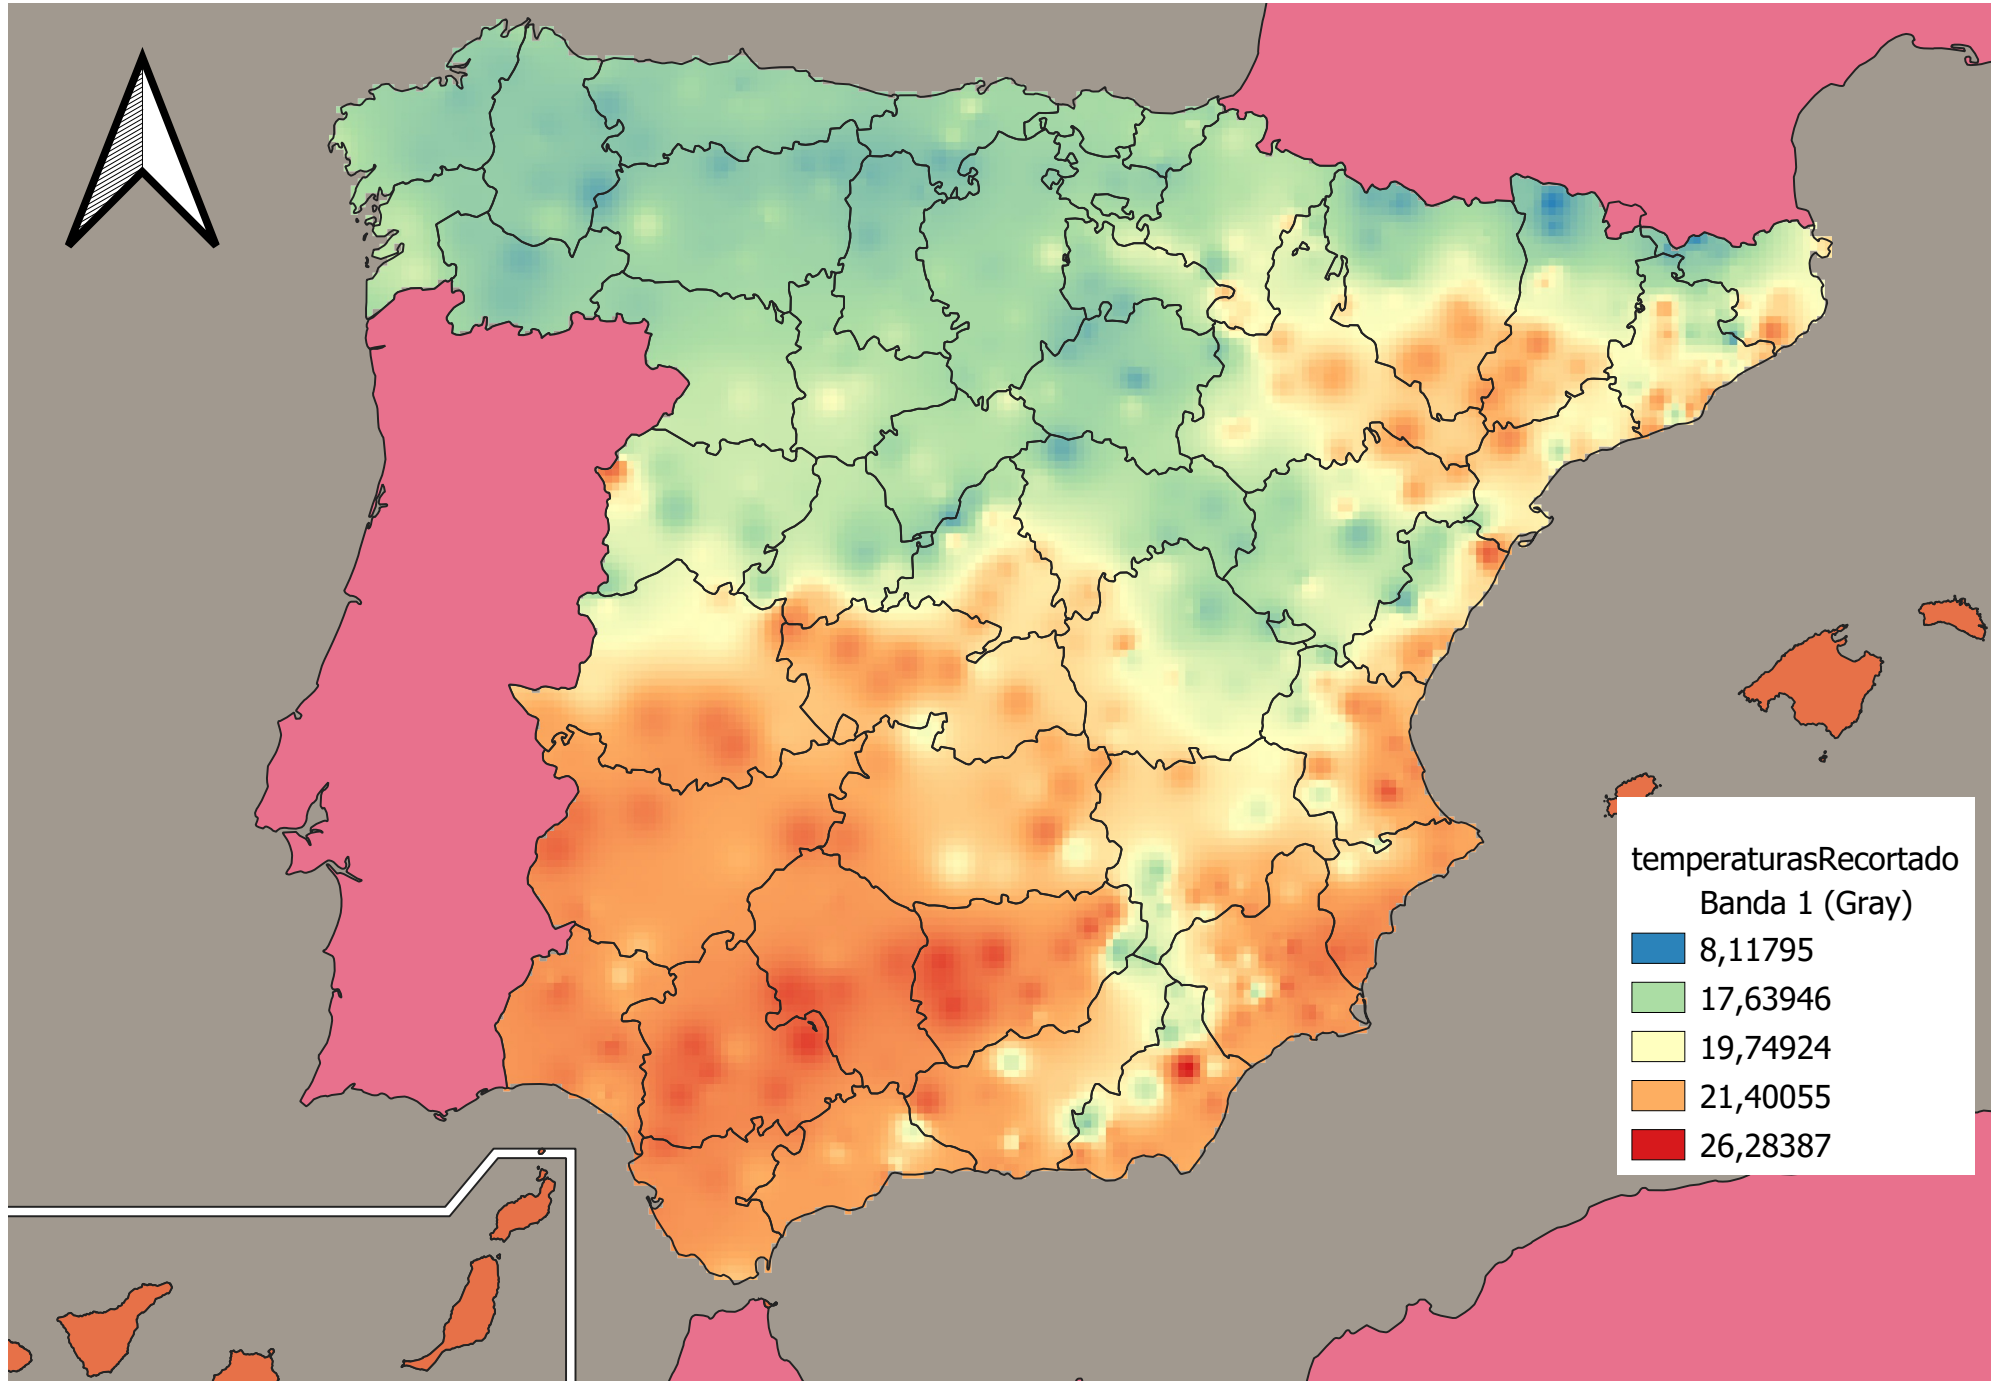 temperaturasRecortado
Banda 1 (Gray)
8,11795
17,63946
19,74924
21,40055
26,28387